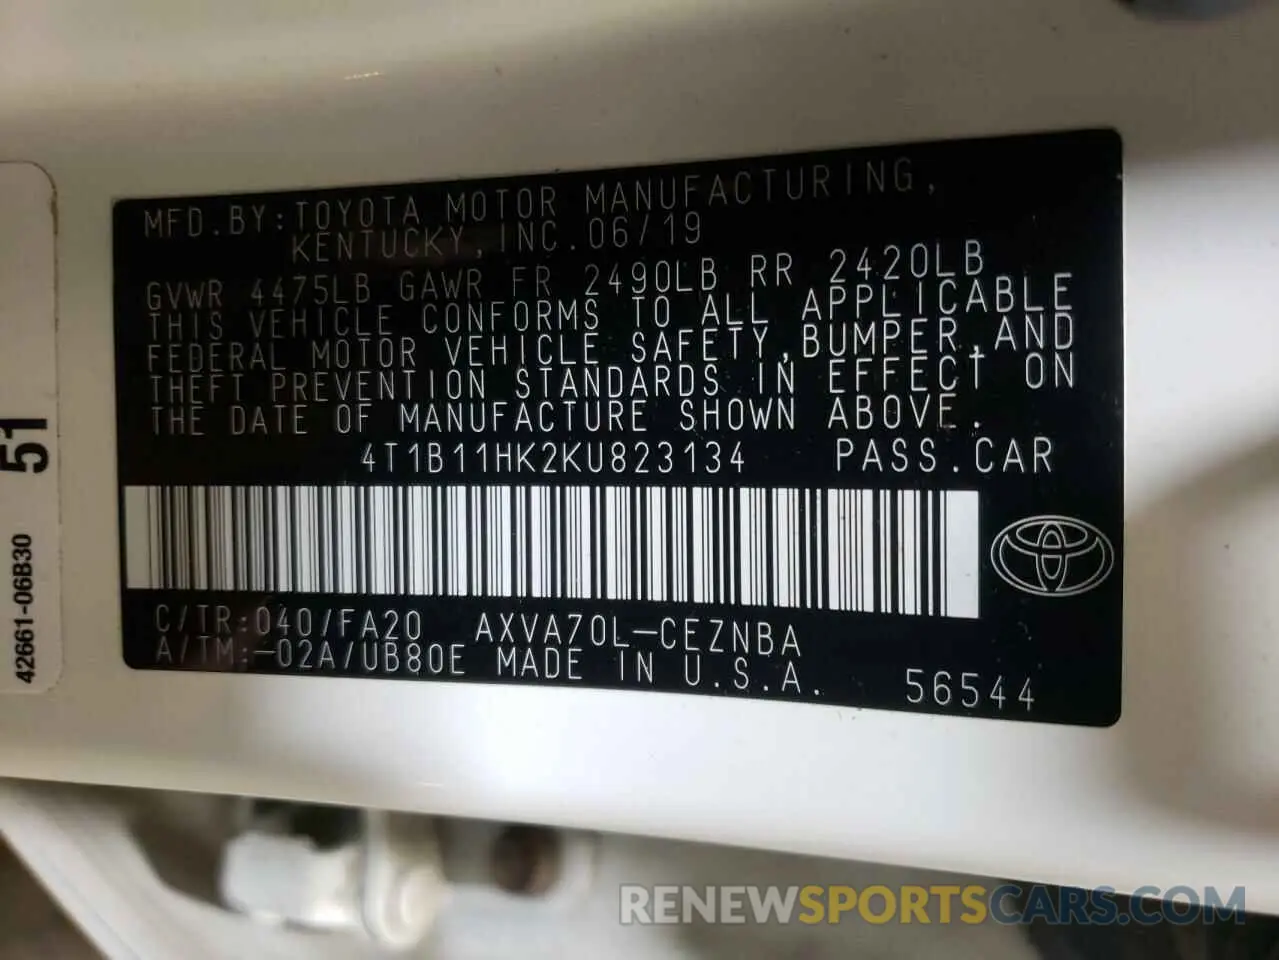 MFD.BY:TOYOTA MOTOR MANUFACTURING,
KENTUCKY,INC.06/19
GVWR 4475LB GAWR FR 2490LB RR 2420LB
THIS VEHICLE CONFORMS TO ALL APPLICABLE
FEDERAL MOTOR VEHICLE SAFETY,BUMPER,AND
THEFT PREVENTION STANDARDS IN EFFECT ON
THE DATE OF MANUFACTURE SHOWN ABOVE.
4T1B11HK2KU823134 PASS.CAR
C/TR:040/FA20 AXVA70L-CEZNBA
A/TM:-02A/UB80E MADE IN U.S.A.
56544
51
42661-06B30
RENEWSPORTSCARS.COM